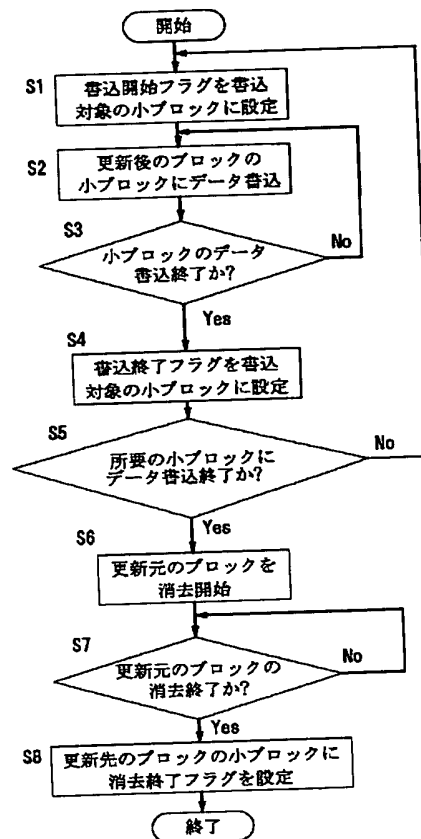 開始
S1
書込開始フラグを書込
対象の小ブロックに設定
S2
更新後のブロックの
小ブロックにデータ書込
S3
小ブロックのデータ
書込終了か?
No
Yes
S4
書込終了フラグを書込
対象の小ブロックに設定
S5
所要の小ブロックに
データ書込終了か?
No
Yes
S6
更新元のブロックを
消去開始
S7
更新元のブロックの
消去終了か?
No
Yes
S8
更新先のブロックの小ブロックに
消去終了フラグを設定
終了